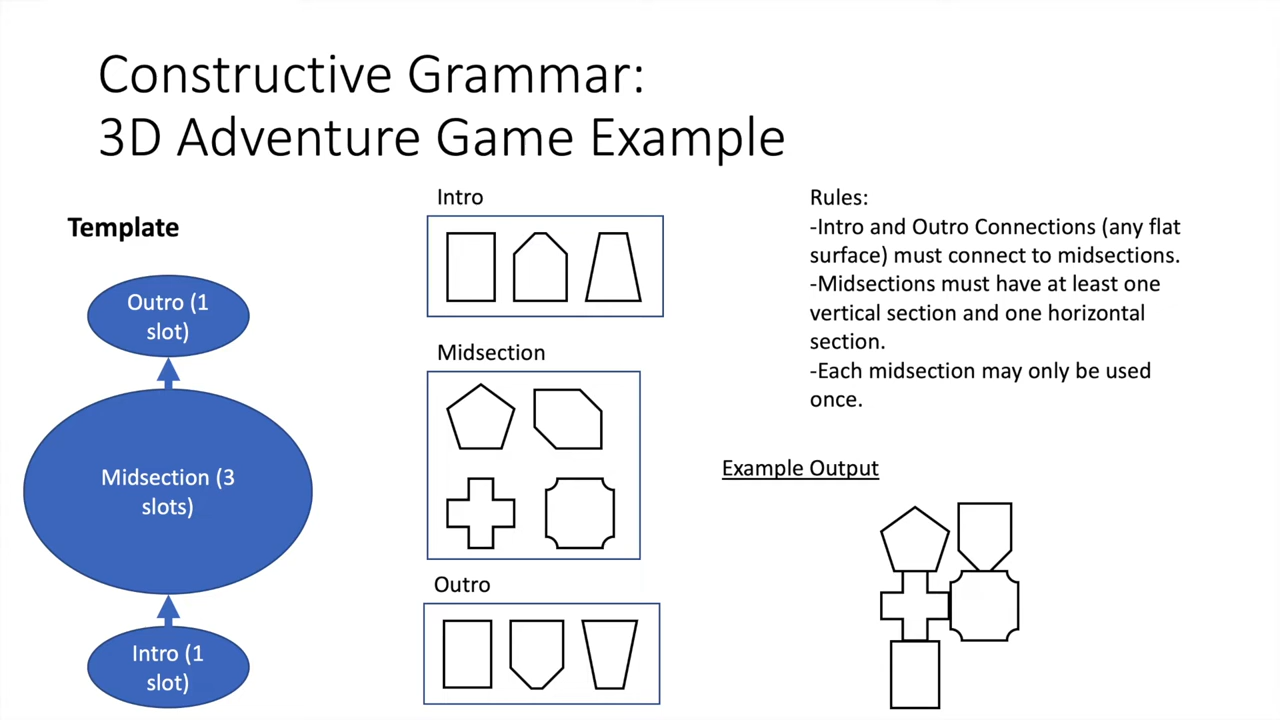 Constructive Grammar:
3D Adventure Game Example
Template
Outro (1
slot)
Midsection (3
slots)
Intro (1
slot)
Intro
Midsection
Outro
Rules:
-Intro and Outro Connections (any flat
surface) must connect to midsections.
-Midsections must have at least one
vertical section and one horizontal
section.
-Each midsection may only be used
once.
Example Output